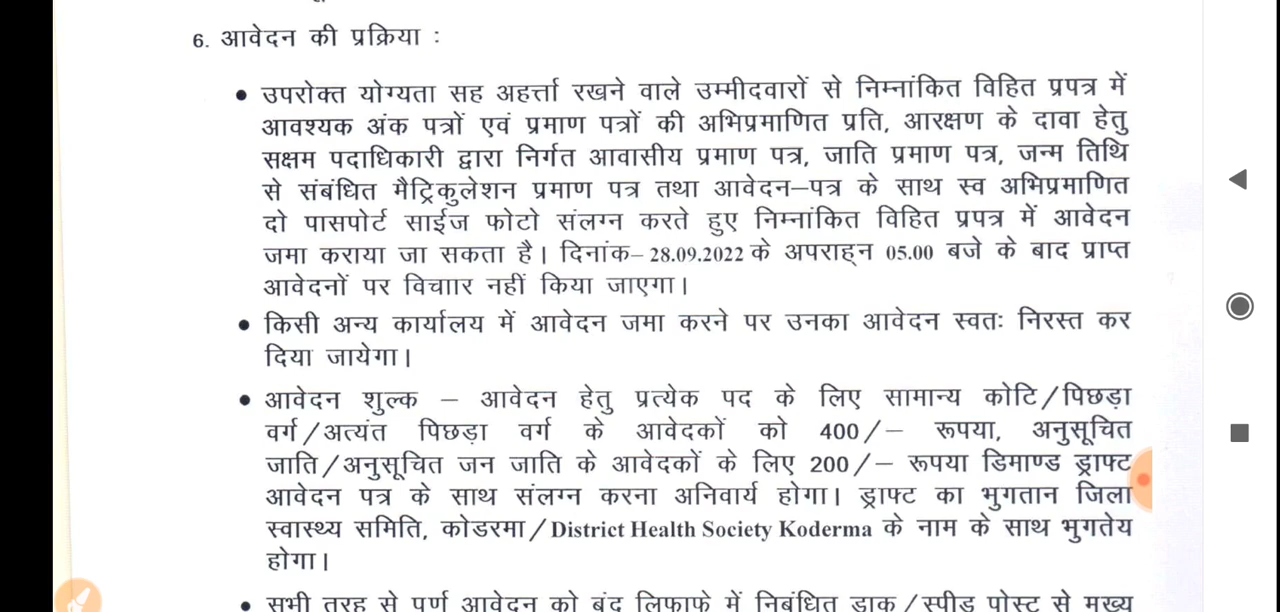 6. आवेदन की प्रक्रिया :
• उपरोक्त योग्यता सह अहर्त्ता रखने वाले उम्मीदवारों से निम्नांकित विहित प्रपत्र में
आवश्यक अंक पत्रों एवं प्रमाण पत्रों की अभिप्रमाणित प्रति, आरक्षण के दावा हेतु
सक्षम पदाधिकारी द्वारा निर्गत आवासीय प्रमाण पत्र, जाति प्रमाण पत्र, जन्म तिथि
से संबंधित मैट्रिकुलेशन प्रमाण पत्र तथा आवेदन–पत्र के साथ स्व अभिप्रमाणित
दो पासपोर्ट साईज फोटो संलग्न करते हुए निम्नांकित विहित प्रपत्र में आवेदन
जमा कराया जा सकता है। दिनांक– 28.09.2022 के अपराह्न 05.00 बजे के बाद प्राप्त
आवेदनों पर विचाार नहीं किया जाएगा।
• किसी अन्य कार्यालय में आवेदन जमा करने पर उनका आवेदन स्वतः निरस्त कर
दिया जायेगा।
• आवेदन शुल्क – आवेदन हेतु प्रत्येक पद के लिए सामान्य कोटि/पिछड़ा
वर्ग/अत्यंत पिछड़ा वर्ग के आवेदकों को 400/– रूपया, अनुसूचित
जाति/अनुसूचित जन जाति के आवेदकों के लिए 200/– रूपया डिमाण्ड ड्राफ्ट
आवेदन पत्र के साथ संलग्न करना अनिवार्य होगा। ड्राफ्ट का भुगतान जिला
स्वास्थ्य समिति, कोडरमा/District Health Society Koderma के नाम के साथ भुगतेय
होगा।
• सभी तरह से पूर्ण आवेदन को बंद लिफाफे में निबंधित डाक/स्पीड पोस्ट से मुख्य